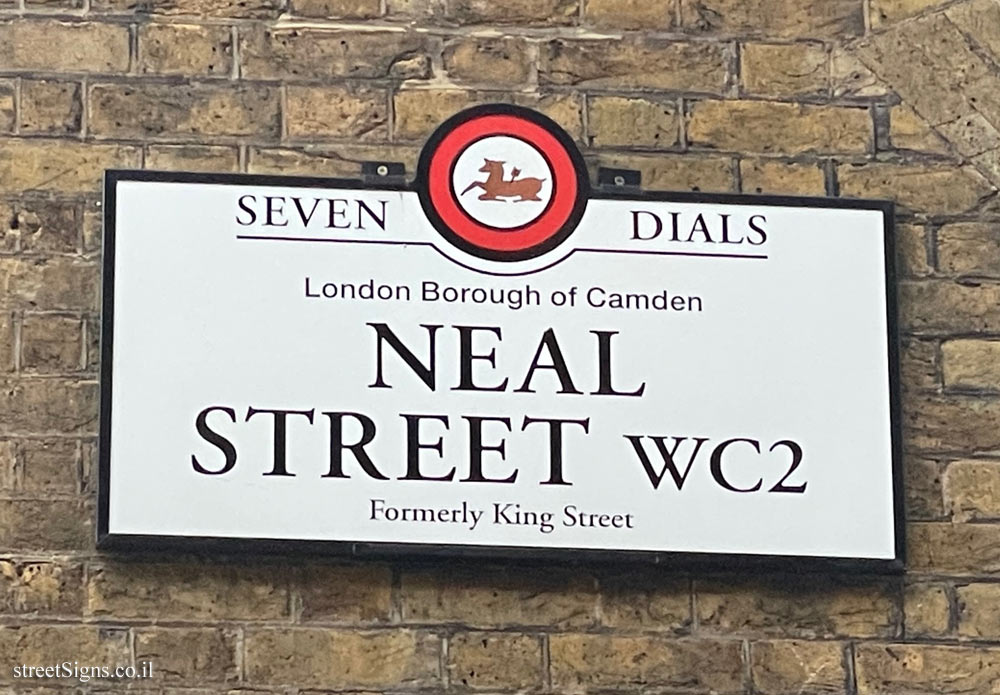 SEVEN DIALS
London Borough of Camden
NEAL
STREET WC2
Formerly King Street
streetSigns.co.il